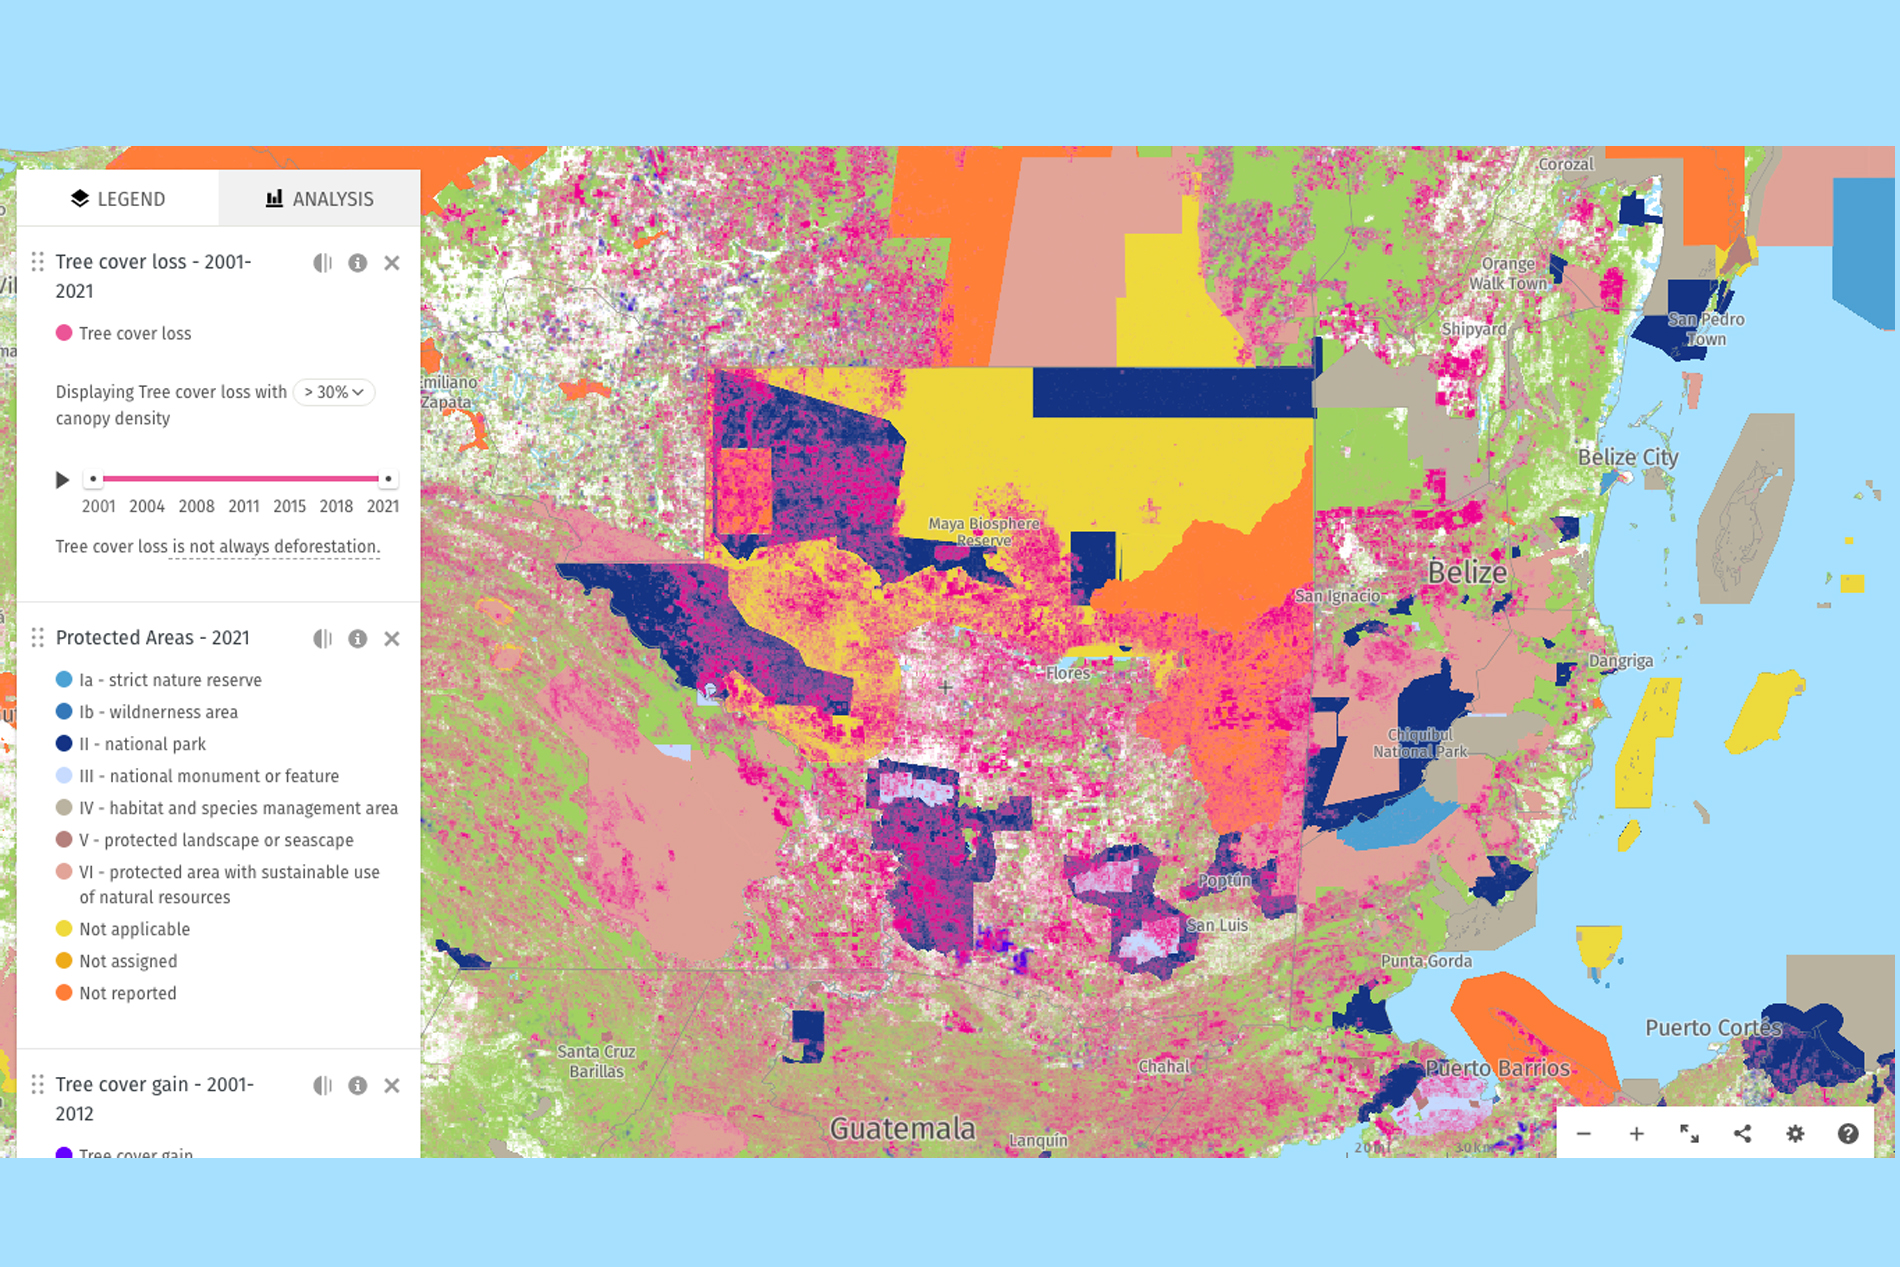 LEGEND
ANALYSIS
Tree cover loss - 2001-
2021
Tree cover loss
Displaying Tree cover loss with > 30%
canopy density
2001 2004 2008 2011 2015 2018 2021
Tree cover loss is not always deforestation.
Protected Areas - 2021
Ia - strict nature reserve
Ib - wildnerness area
II - national park
III - national monument or feature
IV - habitat and species management area
V - protected landscape or seascape
VI - protected area with sustainable use
of natural resources
Not applicable
Not assigned
Not reported
Tree cover gain - 2001-
2012
Tree cover gain
Corozal
Orange
Walk Town
Shipyard
San Pedro
Town
Emiliano
Zapata
Belize City
Maya Biosphere
Reserve
Belize
San Ignacio
Flores
Dangriga
Chiquibul
National Park
Poptún
San Luis
Punta Gorda
Puerto Cortés
Santa Cruz
Barillas
Chahal
Puerto Barrios
Guatemala
Lanquín